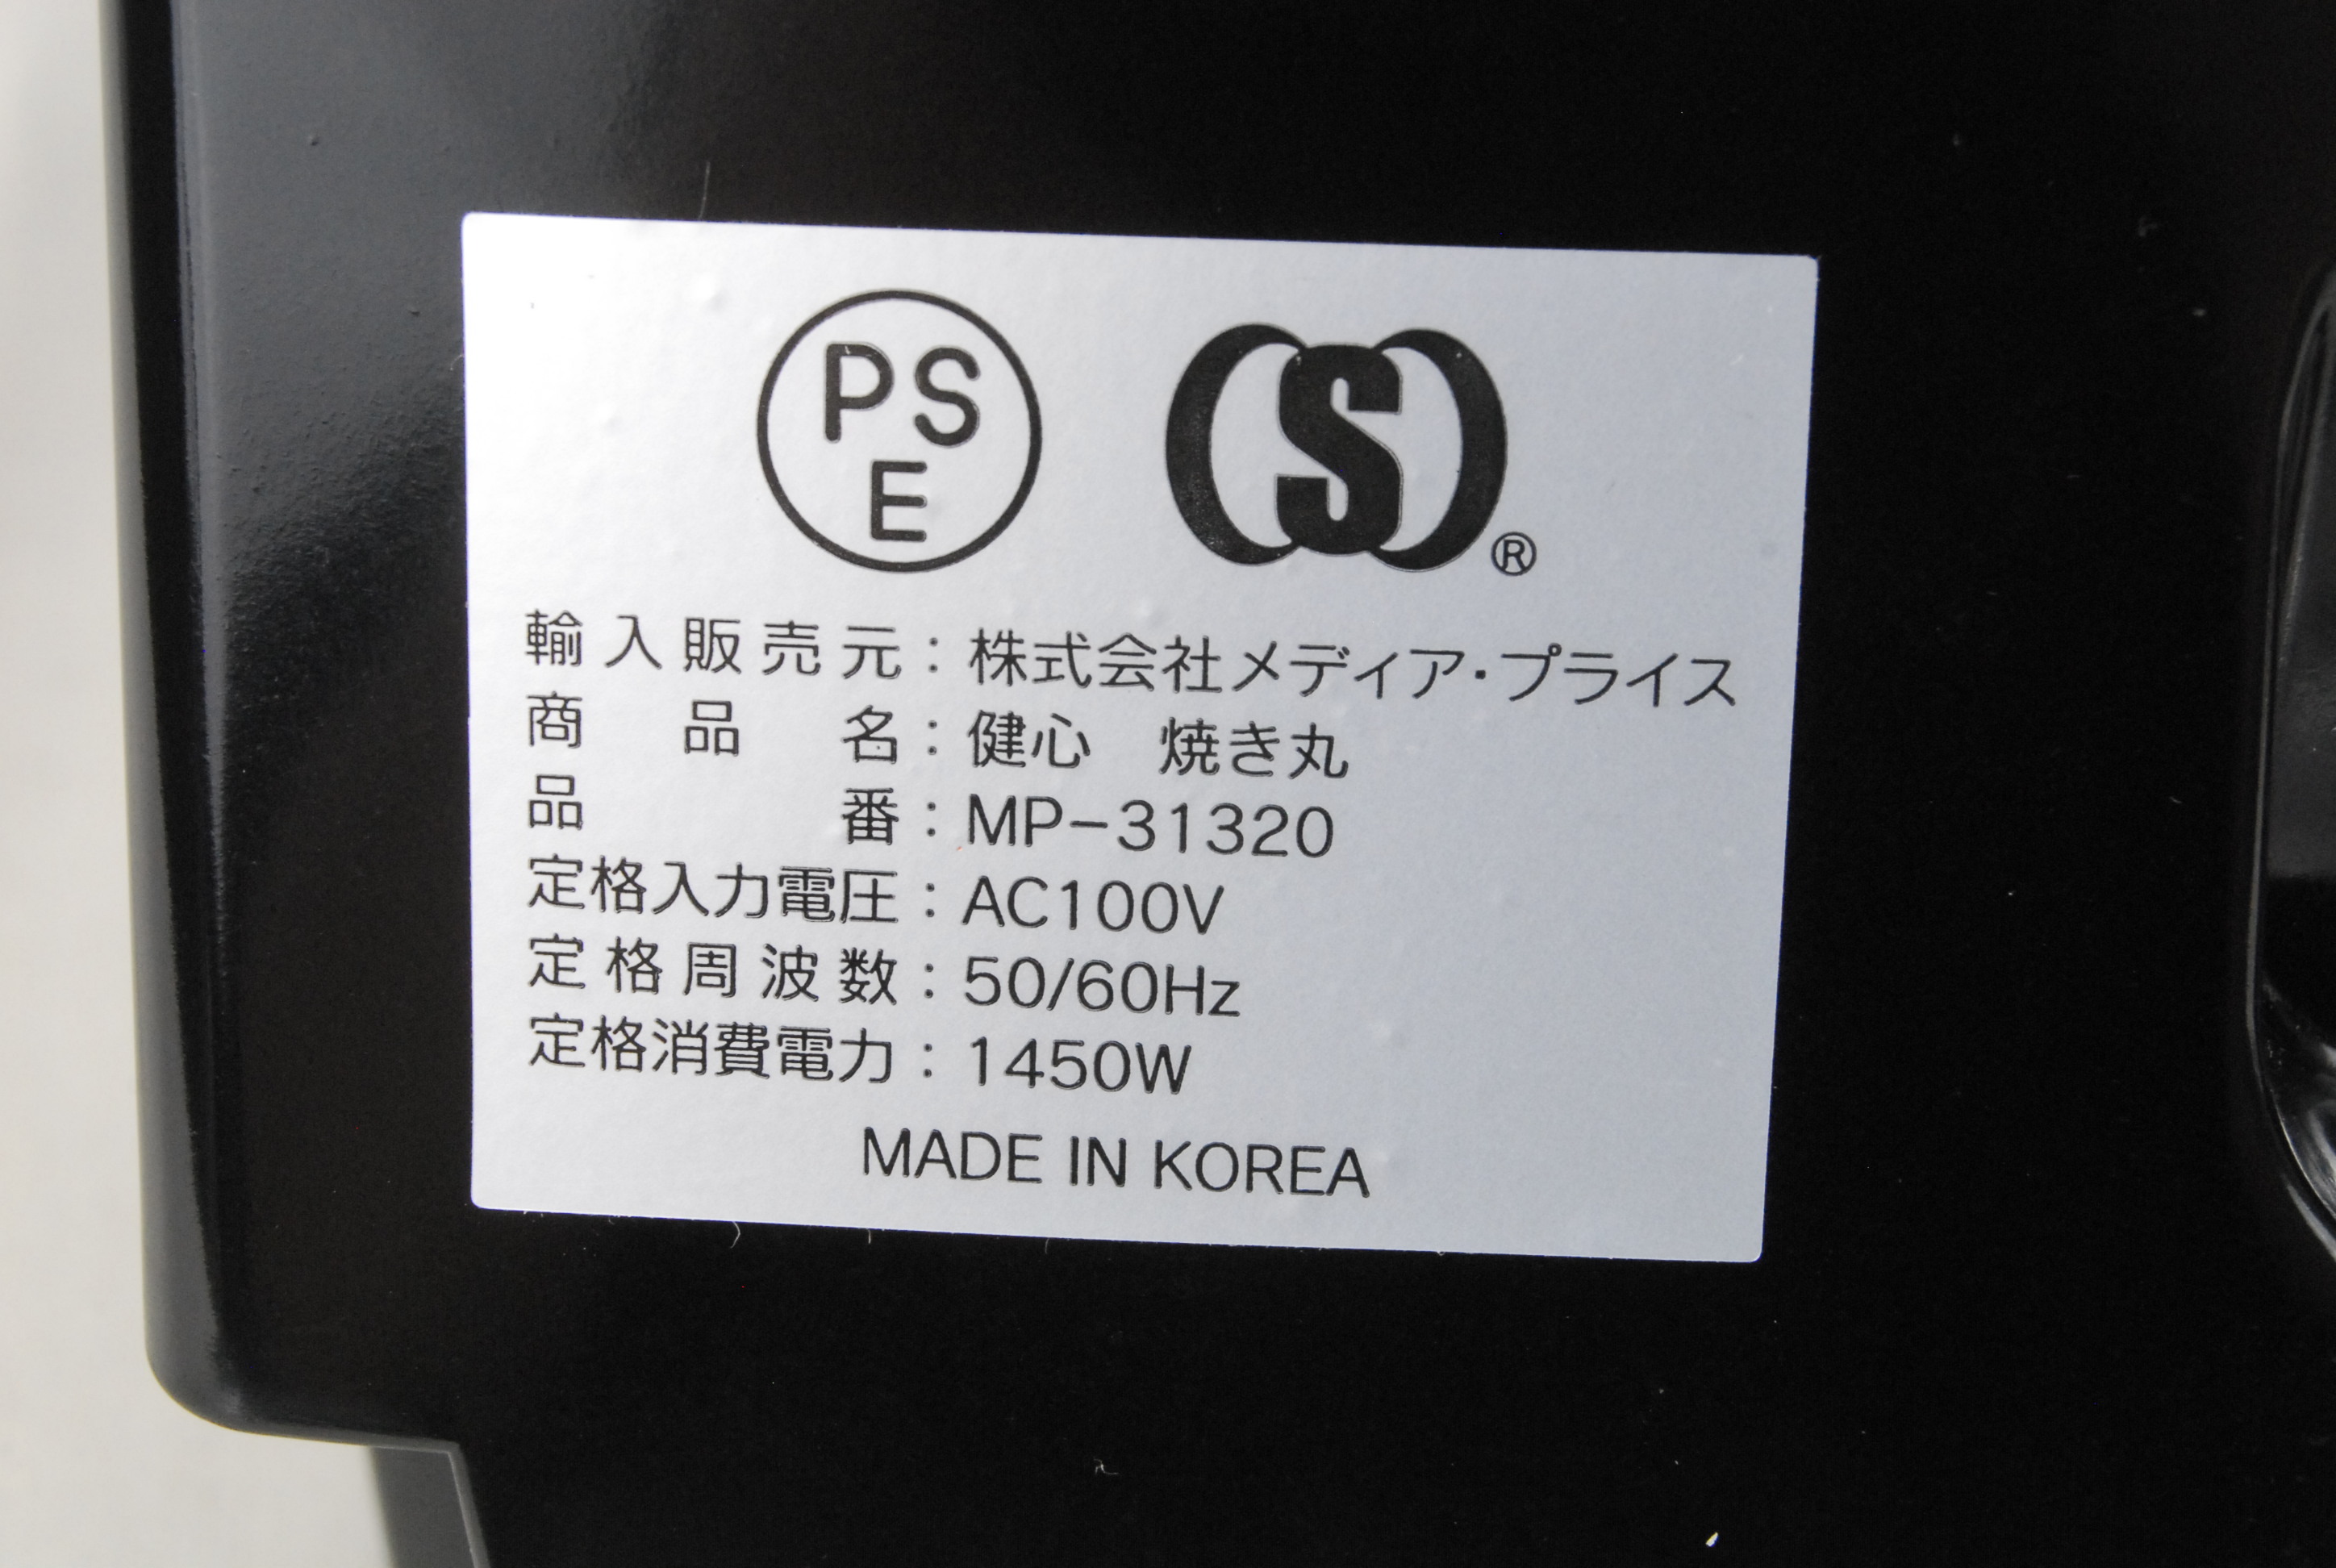 PS
E
S
®
輸入販売元：株式会社メディア・プライス
商品名：健心　焼き丸
品番：MP-31320
定格入力電圧：AC100V
定格周波数：50/60Hz
定格消費電力：1450W
MADE IN KOREA